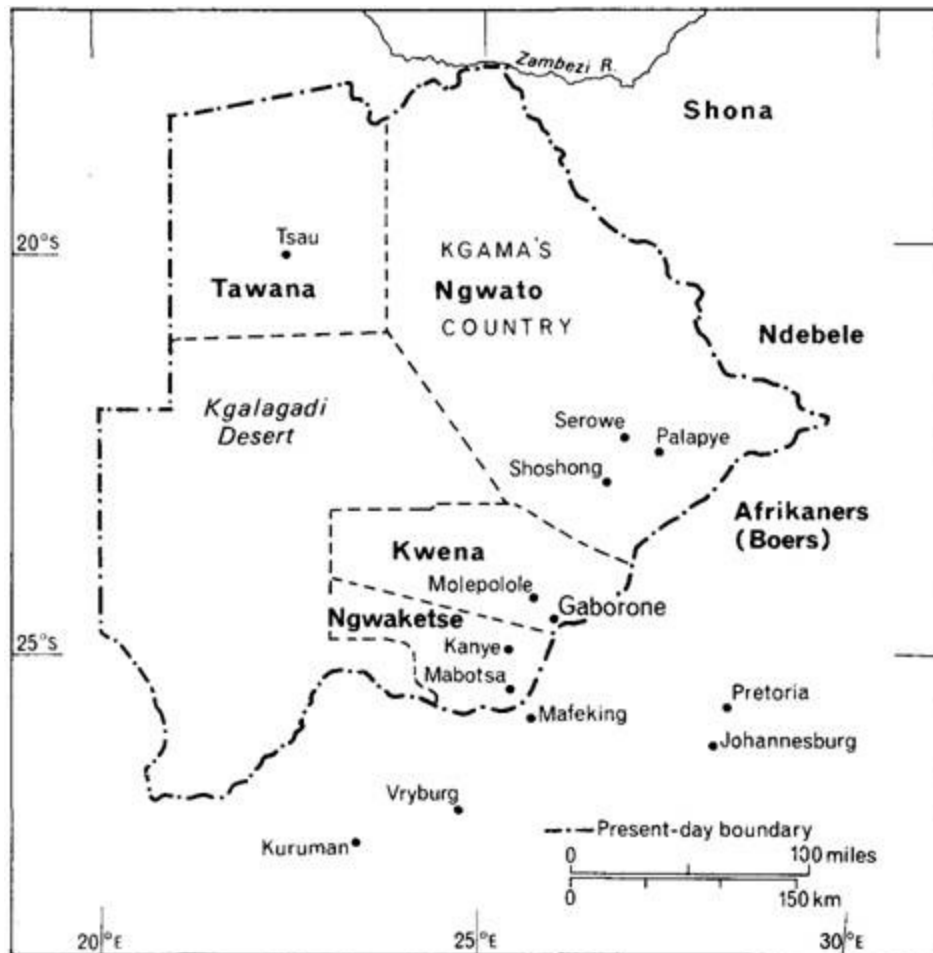 Zambezi R.
Shona
20°S
Tsau
KGAMA'S
Tawana
Ngwato
COUNTRY
Ndebele
Kgalagadi
Desert
Serowe
Palapye
Shoshong
Afrikaners
(Boers)
Kwena
Molepolole
Gaborone
Ngwaketse
25°S
Kanye
Mabotsa
Pretoria
Mafeking
Johannesburg
Vryburg
Kuruman
Present-day boundary
0 100 miles
0 150 km
20°E 25°E 30°E